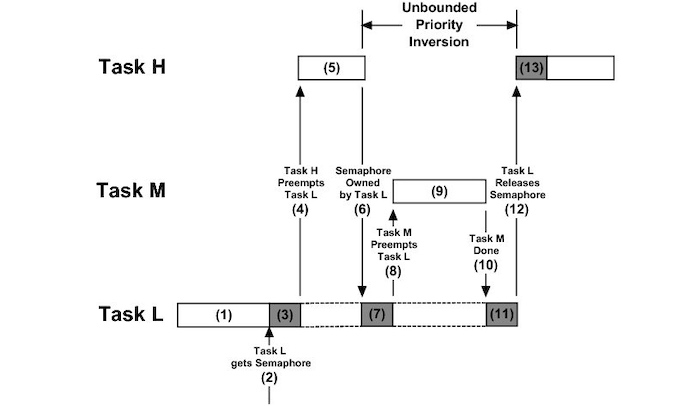 Unbounded
Priority
Inversion
Task H
(5)
(13)
Task H
Preempts
Task L
(4)
Semaphore
Owned
by Task L
(6)
Task L
Releases
Semaphore
(12)
Task M
(9)
Task M
Preempts
Task L
(8)
Task M
Done
(10)
Task L
(1)
(3)
(7)
(11)
Task L
gets Semaphore
(2)